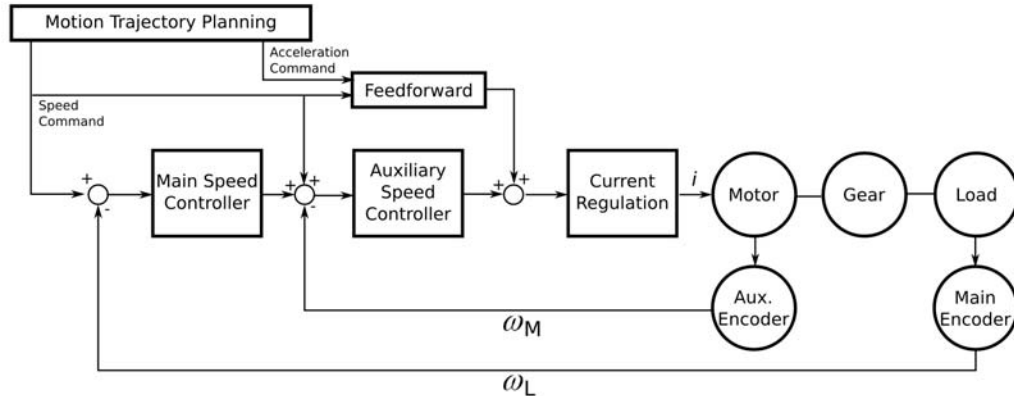 Motion Trajectory Planning
Acceleration
Command
Feedforward
Speed
Command
+
-
Main Speed
Controller
+
+
-
Auxiliary
Speed
Controller
+
+
Current
Regulation
i
Motor
Gear
Load
Aux.
Encoder
Main
Encoder
ωM
ωL